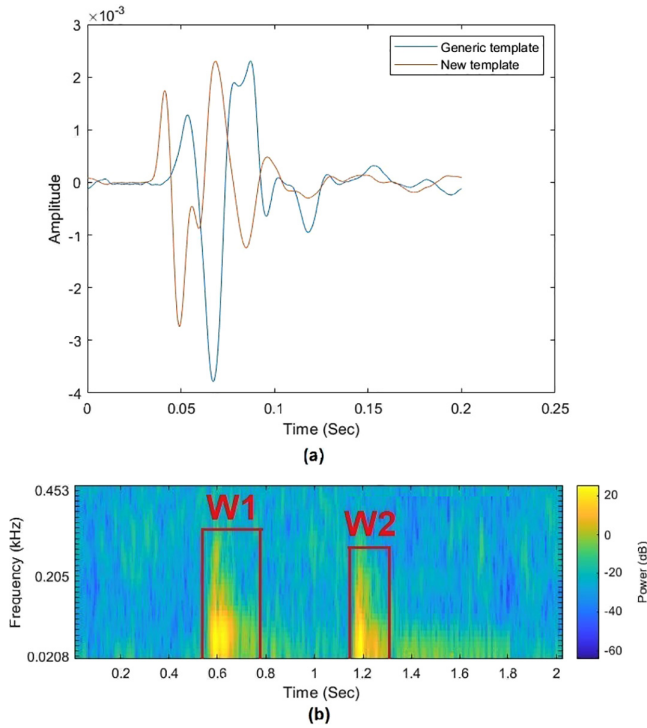 ×10-3
3
2
1
0
-1
-2
-3
-4
Amplitude
Generic template
New template
0 0.05 0.1 0.15 0.2 0.25
Time (Sec)
(a)
0.453
0.205
0.0208
Frequency (kHz)
W1
W2
0.2 0.4 0.6 0.8 1 1.2 1.4 1.6 1.8 2
Time (Sec)
20
0
-20
-40
-60
Power (dB)
(b)